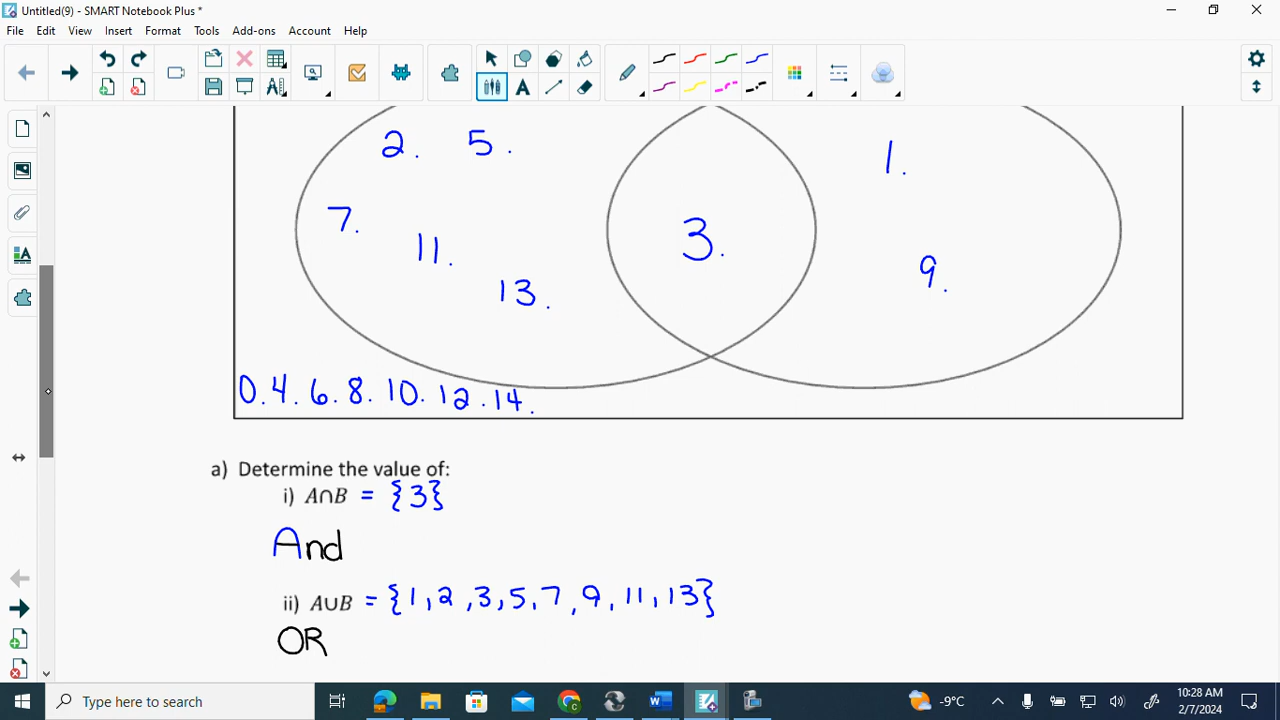 Untitled(9) - SMART Notebook Plus *
File Edit View Insert Format Tools Add-ons Account Help
2. 5. 1.
7. 11. 3. 9.
13.
0. 4. 6. 8. 10. 12. 14.
a) Determine the value of:
i) A∩B = {3}
And
ii) A∪B = {1, 2, 3, 5, 7, 9, 11, 13}
OR
Type here to search
-9°C
10:28 AM
2/7/2024